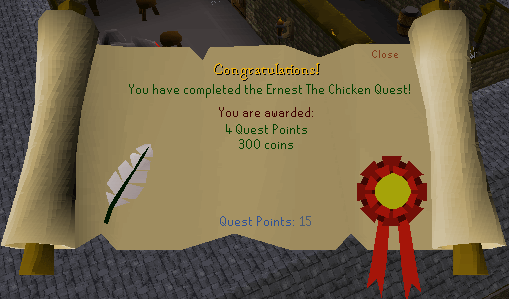 Close
Congratulations!
You have completed the Ernest The Chicken Quest!
You are awarded:
4 Quest Points
300 coins
Quest Points: 15